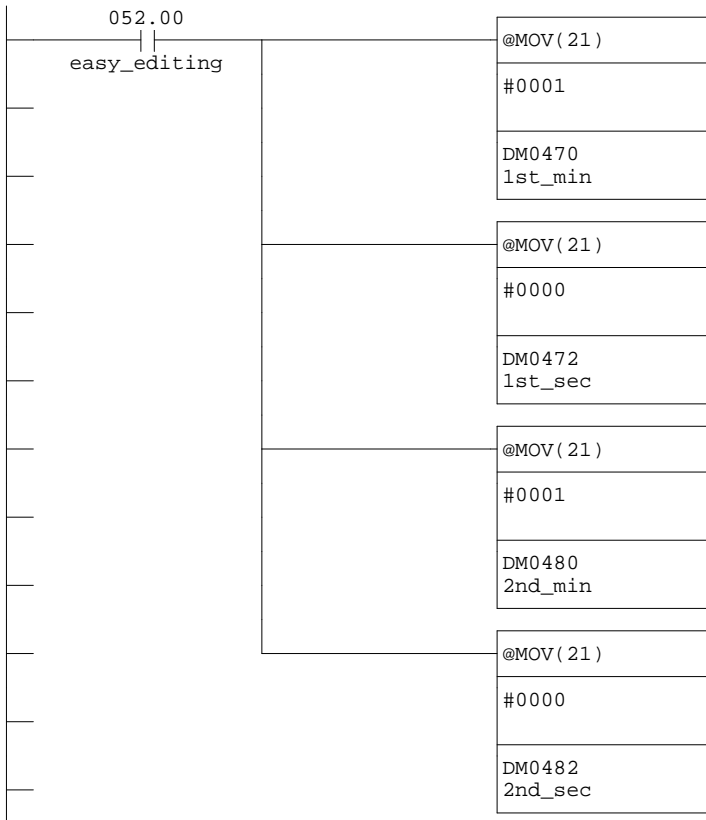 052.00
easy_editing
@MOV(21)
#0001
DM0470
1st_min
@MOV(21)
#0000
DM0472
1st_sec
@MOV(21)
#0001
DM0480
2nd_min
@MOV(21)
#0000
DM0482
2nd_sec